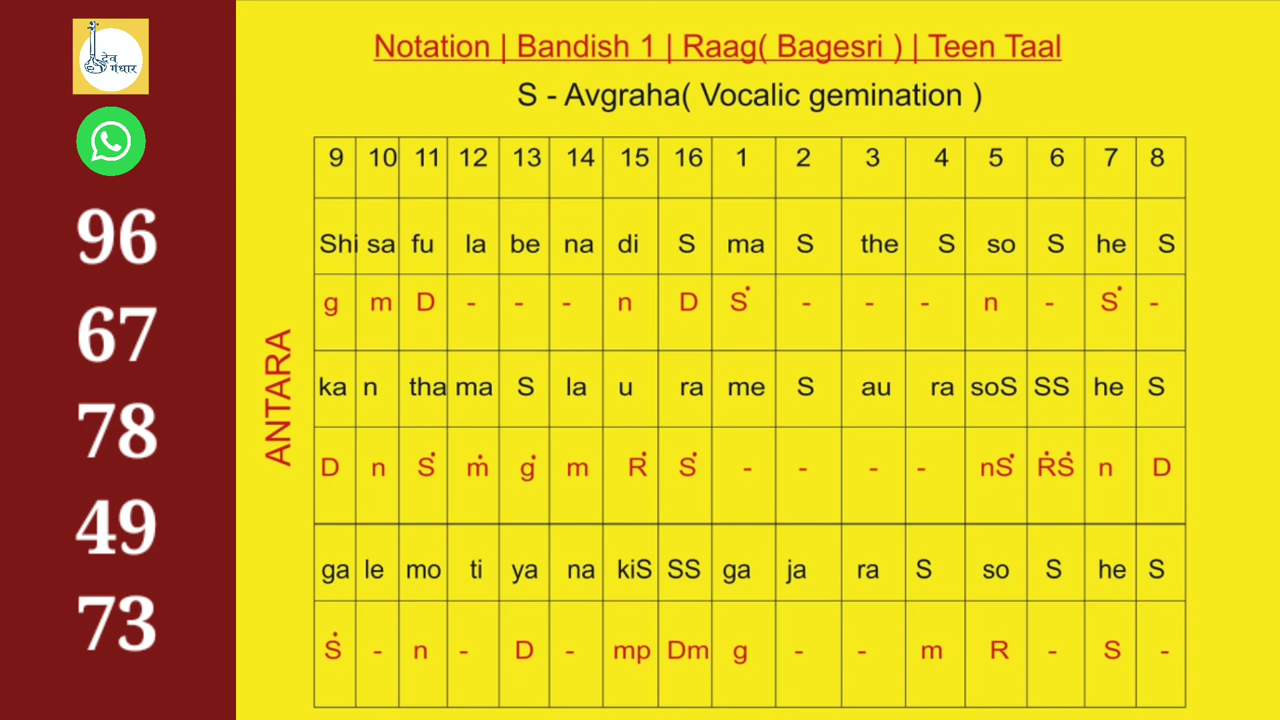 देव
गंधार
96
67
78
49
73
Notation | Bandish 1 | Raag( Bagesri ) | Teen Taal
S - Avgraha( Vocalic gemination )
ANTARA
9 10 11 12 13 14 15 16 1 2 3 4 5 6 7 8
Shi sa fu la be na di S ma S the S so S he S
g m D - - - n D Ṡ - - - n - Ṡ -
ka n tha ma S la u ra me S au ra soS SS he S
D n Ṡ ṁ ġ m Ṙ Ṡ - - - - nṠ ṘṠ n D
ga le mo ti ya na kiS SS ga ja ra S so S he S
Ṡ - n - D - mp Dm g - - m R - S -